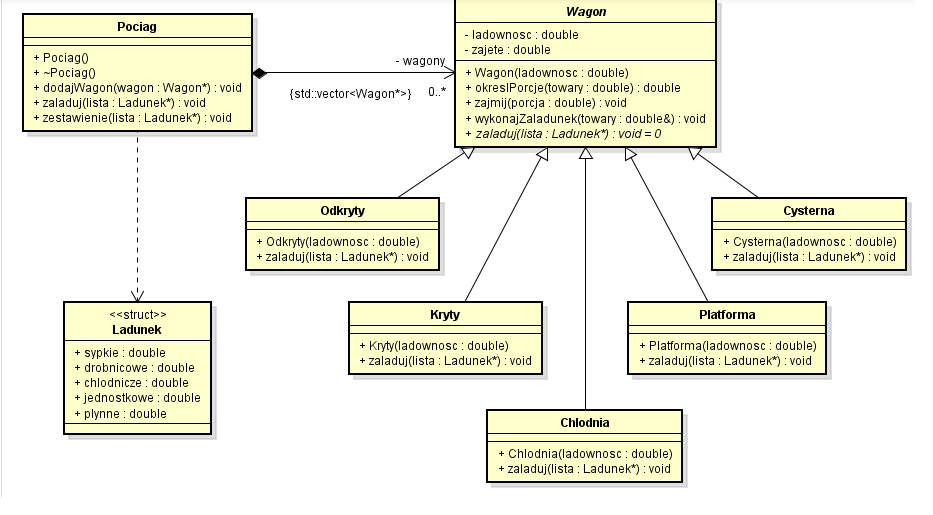 Pociag
+ Pociag()
+ ~Pociag()
+ dodajWagon(wagon : Wagon*) : void
+ zaladuj(lista : Ladunek*) : void
+ zestawienie(lista : Ladunek*) : void
- wagony
{std::vector<Wagon*>} 0..*
Wagon
- ladownosc : double
- zajete : double
+ Wagon(ladownosc : double)
+ okreslPorcje(towary : double) : double
+ zajmij(porcja : double) : void
+ wykonajZaladunek(towary : double&) : void
+ zaladuj(lista : Ladunek*) : void = 0
Odkryty
+ Odkryty(ladownosc : double)
+ zaladuj(lista : Ladunek*) : void
Cysterna
+ Cysterna(ladownosc : double)
+ zaladuj(lista : Ladunek*) : void
<<struct>>
Ladunek
+ sypkie : double
+ drobnicowe : double
+ chlodnicze : double
+ jednostkowe : double
+ plynne : double
Kryty
+ Kryty(ladownosc : double)
+ zaladuj(lista : Ladunek*) : void
Platforma
+ Platforma(ladownosc : double)
+ zaladuj(lista : Ladunek*) : void
Chlodnia
+ Chlodnia(ladownosc : double)
+ zaladuj(lista : Ladunek*) : void